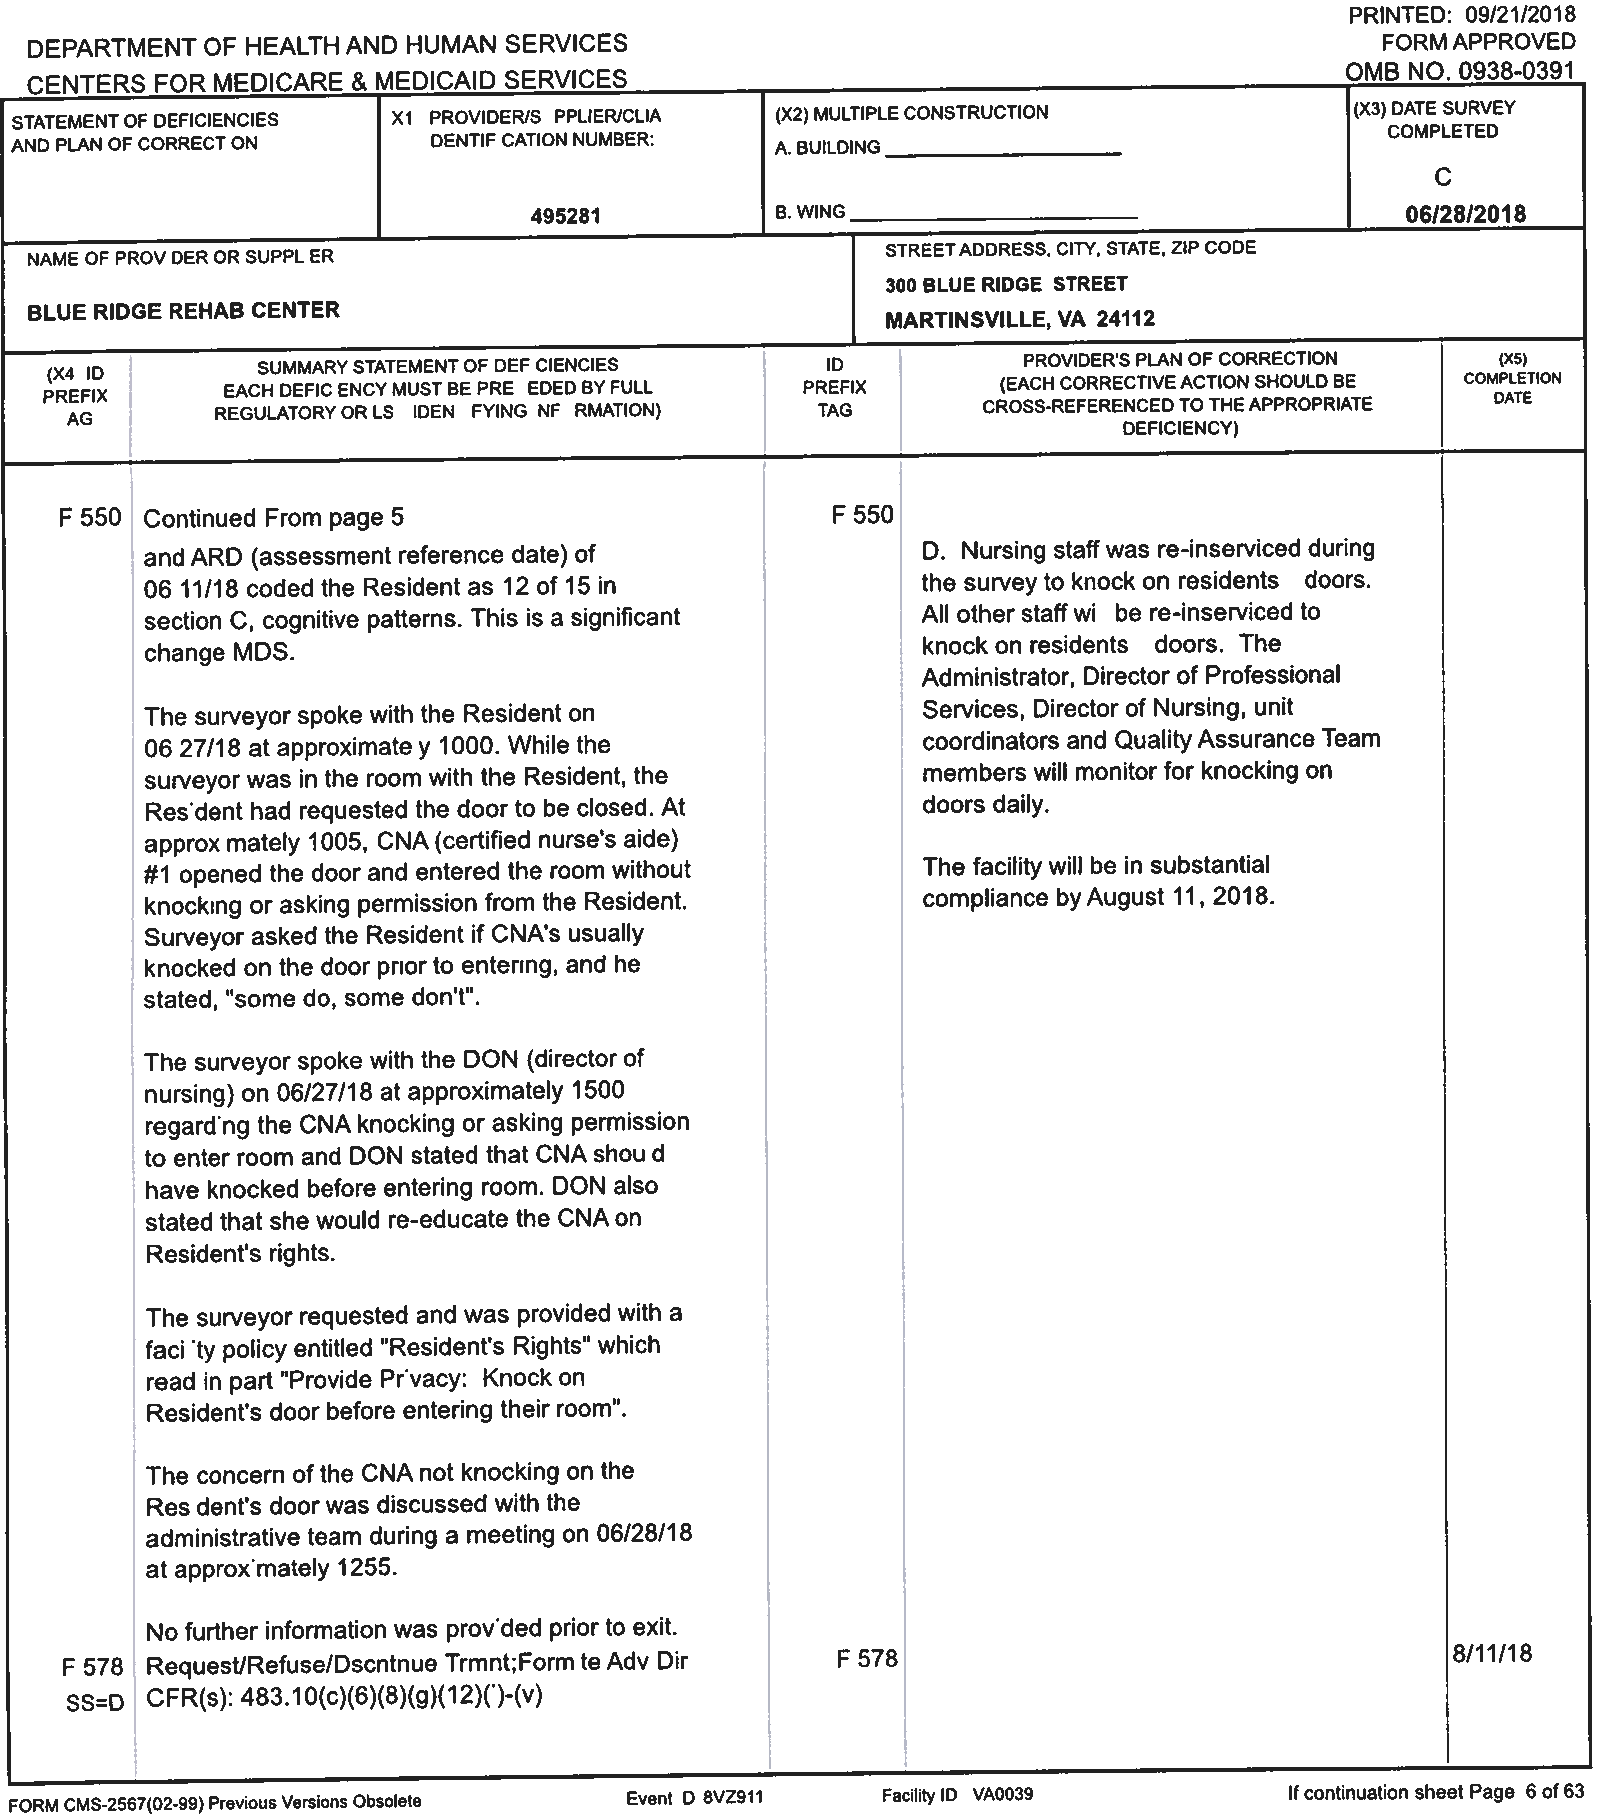 PRINTED: 09/21/2018
DEPARTMENT OF HEALTH AND HUMAN SERVICES
FORM APPROVED
CENTERS FOR MEDICARE & MEDICAID SERVICES
OMB NO. 0938-0391
STATEMENT OF DEFICIENCIES
AND PLAN OF CORRECT ON
X1 PROVIDER/S PPLIER/CLIA
DENTIF CATION NUMBER:
495281
(X2) MULTIPLE CONSTRUCTION
A. BUILDING
B. WING
(X3) DATE SURVEY
COMPLETED
C
06/28/2018
NAME OF PROV DER OR SUPPL ER
BLUE RIDGE REHAB CENTER
STREET ADDRESS, CITY, STATE, ZIP CODE
300 BLUE RIDGE STREET
MARTINSVILLE, VA 24112
(X4 ID
PREFIX
AG
SUMMARY STATEMENT OF DEF CIENCIES
EACH DEFIC ENCY MUST BE PRE EDED BY FULL
REGULATORY OR LS IDEN FYING NF RMATION)
ID
PREFIX
TAG
PROVIDER'S PLAN OF CORRECTION
(EACH CORRECTIVE ACTION SHOULD BE
CROSS-REFERENCED TO THE APPROPRIATE
DEFICIENCY)
(X5)
COMPLETION
DATE
F 550
Continued From page 5
and ARD (assessment reference date) of
06 11/18 coded the Resident as 12 of 15 in
section C, cognitive patterns. This is a significant
change MDS.
The surveyor spoke with the Resident on
06 27/18 at approximate y 1000. While the
surveyor was in the room with the Resident, the
Res dent had requested the door to be closed. At
approx mately 1005, CNA (certified nurse's aide)
#1 opened the door and entered the room without
knocking or asking permission from the Resident.
Surveyor asked the Resident if CNA's usually
knocked on the door prior to entering, and he
stated, "some do, some don't".
The surveyor spoke with the DON (director of
nursing) on 06/27/18 at approximately 1500
regard ng the CNA knocking or asking permission
to enter room and DON stated that CNA shou d
have knocked before entering room. DON also
stated that she would re-educate the CNA on
Resident's rights.
The surveyor requested and was provided with a
faci ty policy entitled "Resident's Rights" which
read in part "Provide Pr vacy: Knock on
Resident's door before entering their room".
The concern of the CNA not knocking on the
Res dent's door was discussed with the
administrative team during a meeting on 06/28/18
at approx mately 1255.
No further information was prov ded prior to exit.
F 550
D. Nursing staff was re-inserviced during
the survey to knock on residents doors.
All other staff wi be re-inserviced to
knock on residents doors. The
Administrator, Director of Professional
Services, Director of Nursing, unit
coordinators and Quality Assurance Team
members will monitor for knocking on
doors daily.
The facility will be in substantial
compliance by August 11, 2018.
F 578
SS=D
Request/Refuse/Dscntnue Trmnt;Form te Adv Dir
CFR(s): 483.10(c)(6)(8)(g)(12)( )-(v)
F 578
8/11/18
FORM CMS-2567(02-99) Previous Versions Obsolete
Event D 8VZ911
Facility ID VA0039
If continuation sheet Page 6 of 63